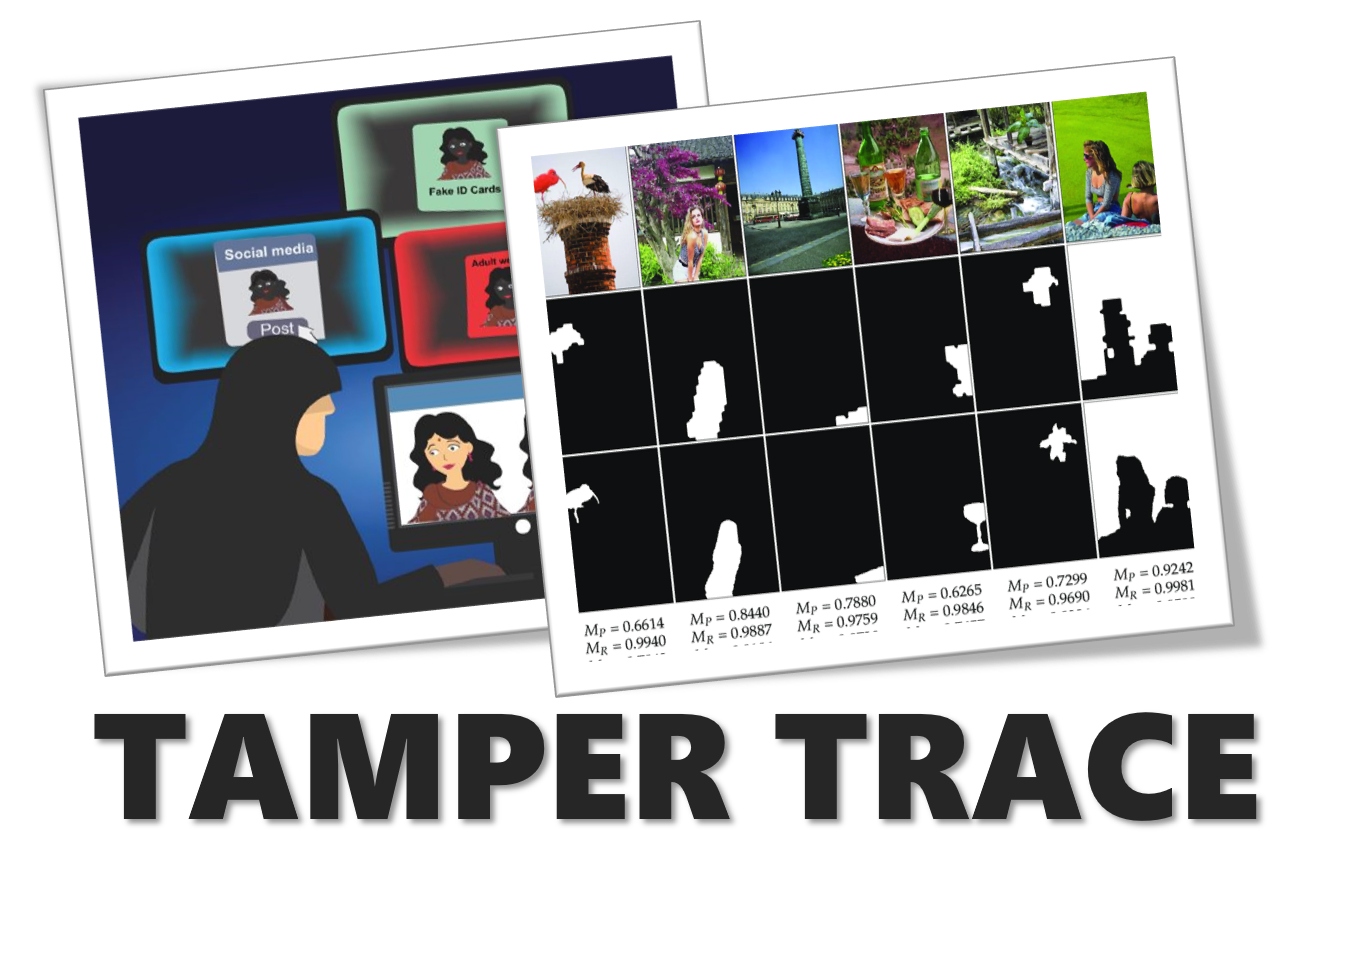 Fake ID Cards
Social media
Adult
Post
M_P = 0.6614
M_R = 0.9940
M_P = 0.8440
M_R = 0.9887
M_P = 0.7880
M_R = 0.9759
M_P = 0.6265
M_R = 0.9846
M_P = 0.7299
M_R = 0.9690
M_P = 0.9242
M_R = 0.9981
TAMPER TRACE